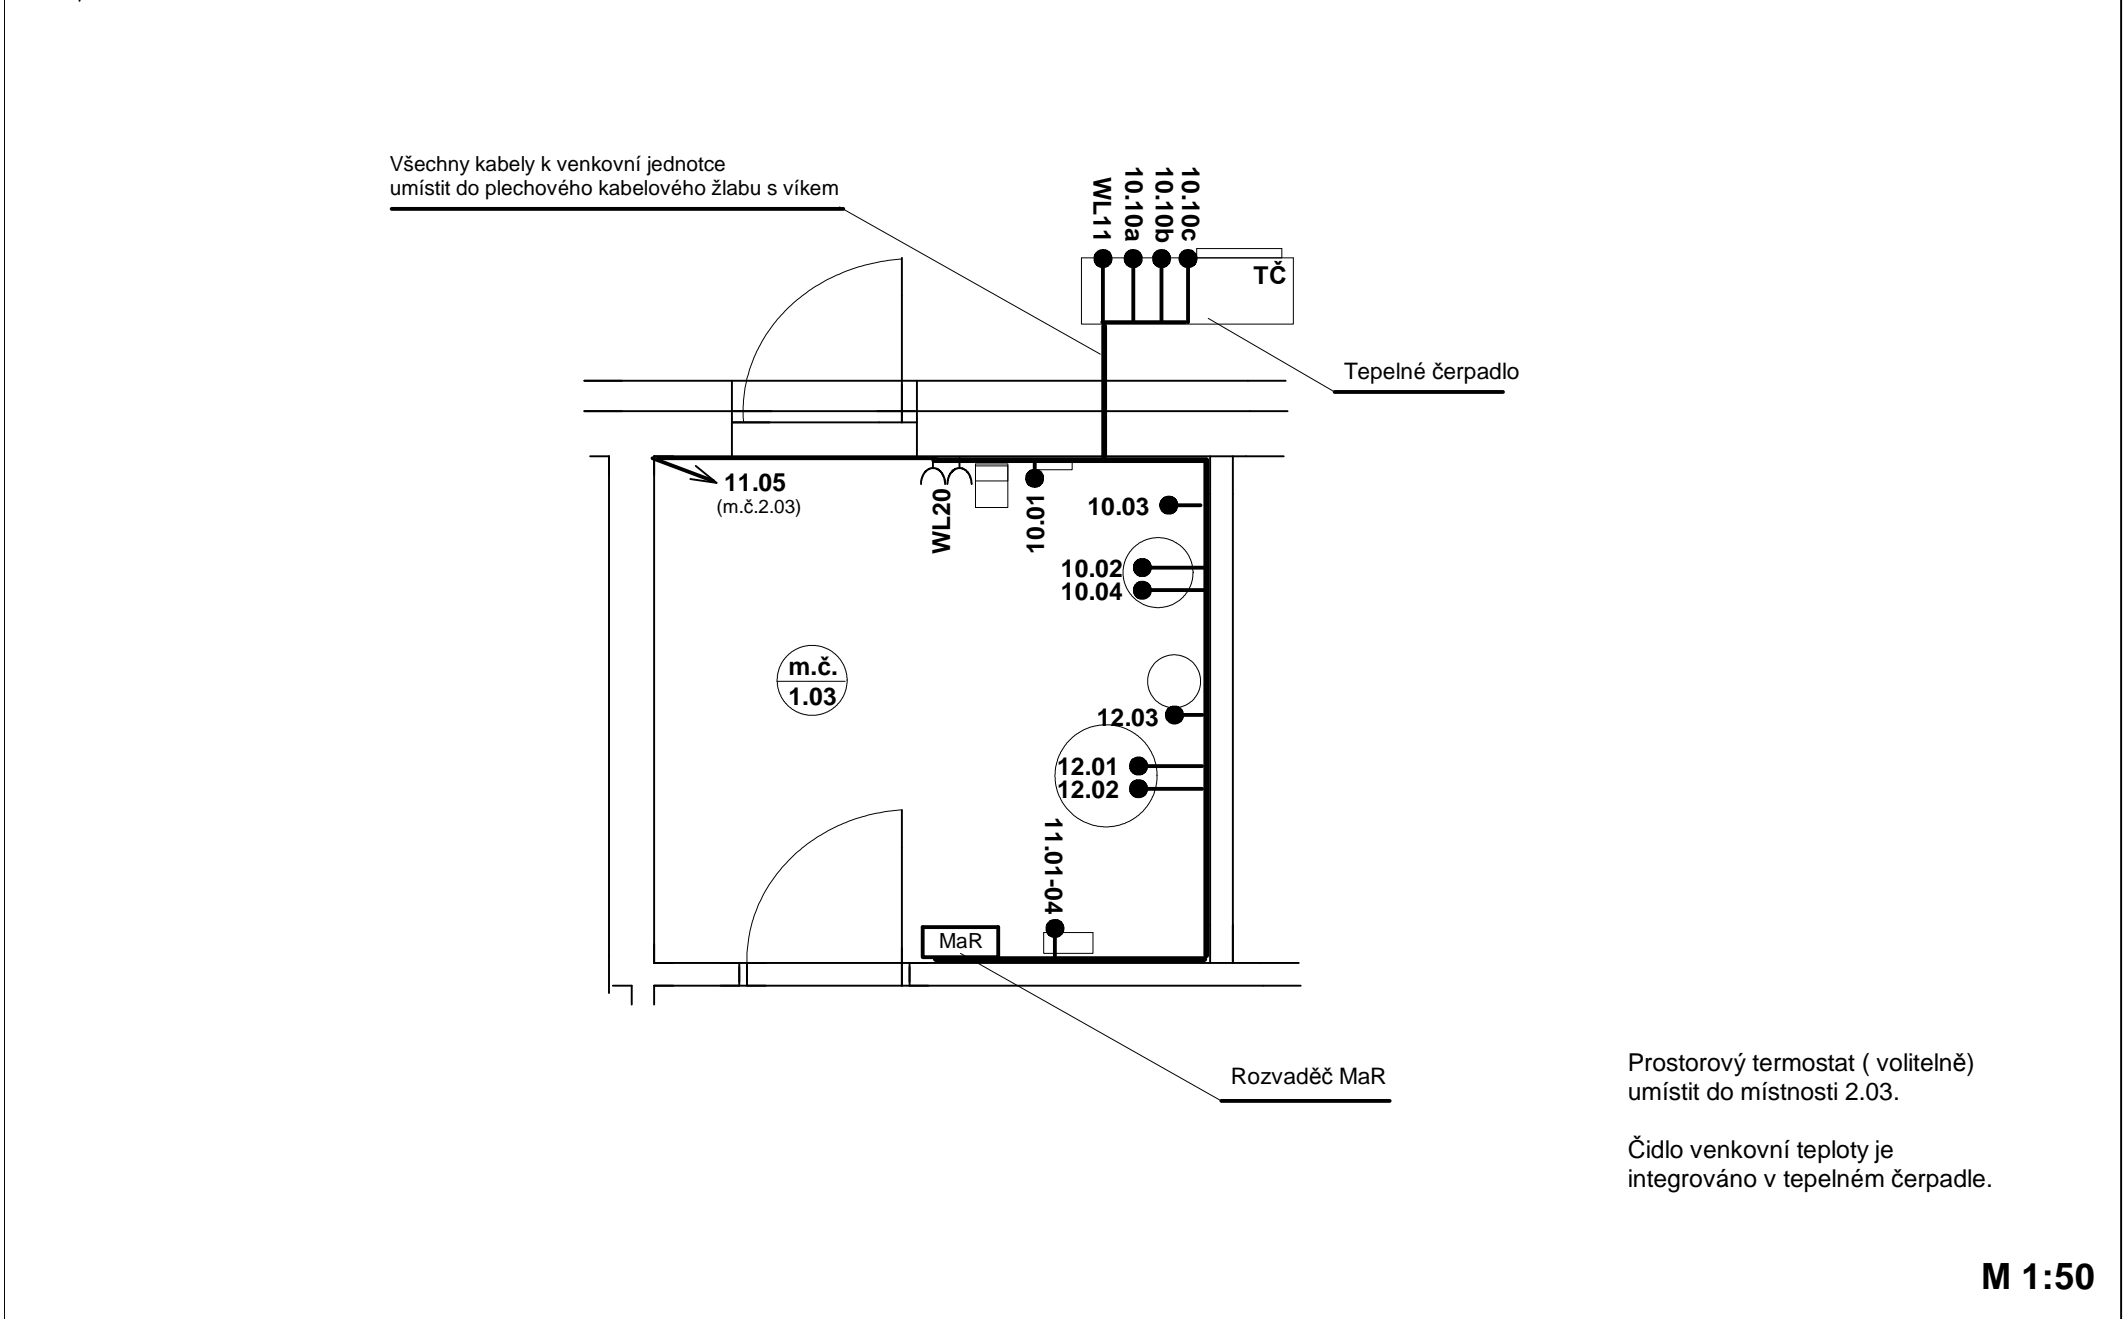 Všechny kabely k venkovní jednotce
umístit do plechového kabelového žlabu s víkem
WL11
10.10a
10.10b
10.10c
TČ
Tepelné čerpadlo
11.05
(m.č.2.03)
WL20
10.01
10.03
10.02
10.04
m.č.
1.03
12.03
12.01
12.02
11.01-04
MaR
Rozvaděč MaR
Prostorový termostat ( volitelně)
umístit do místnosti 2.03.
Čidlo venkovní teploty je
integrováno v tepelném čerpadle.
M 1:50